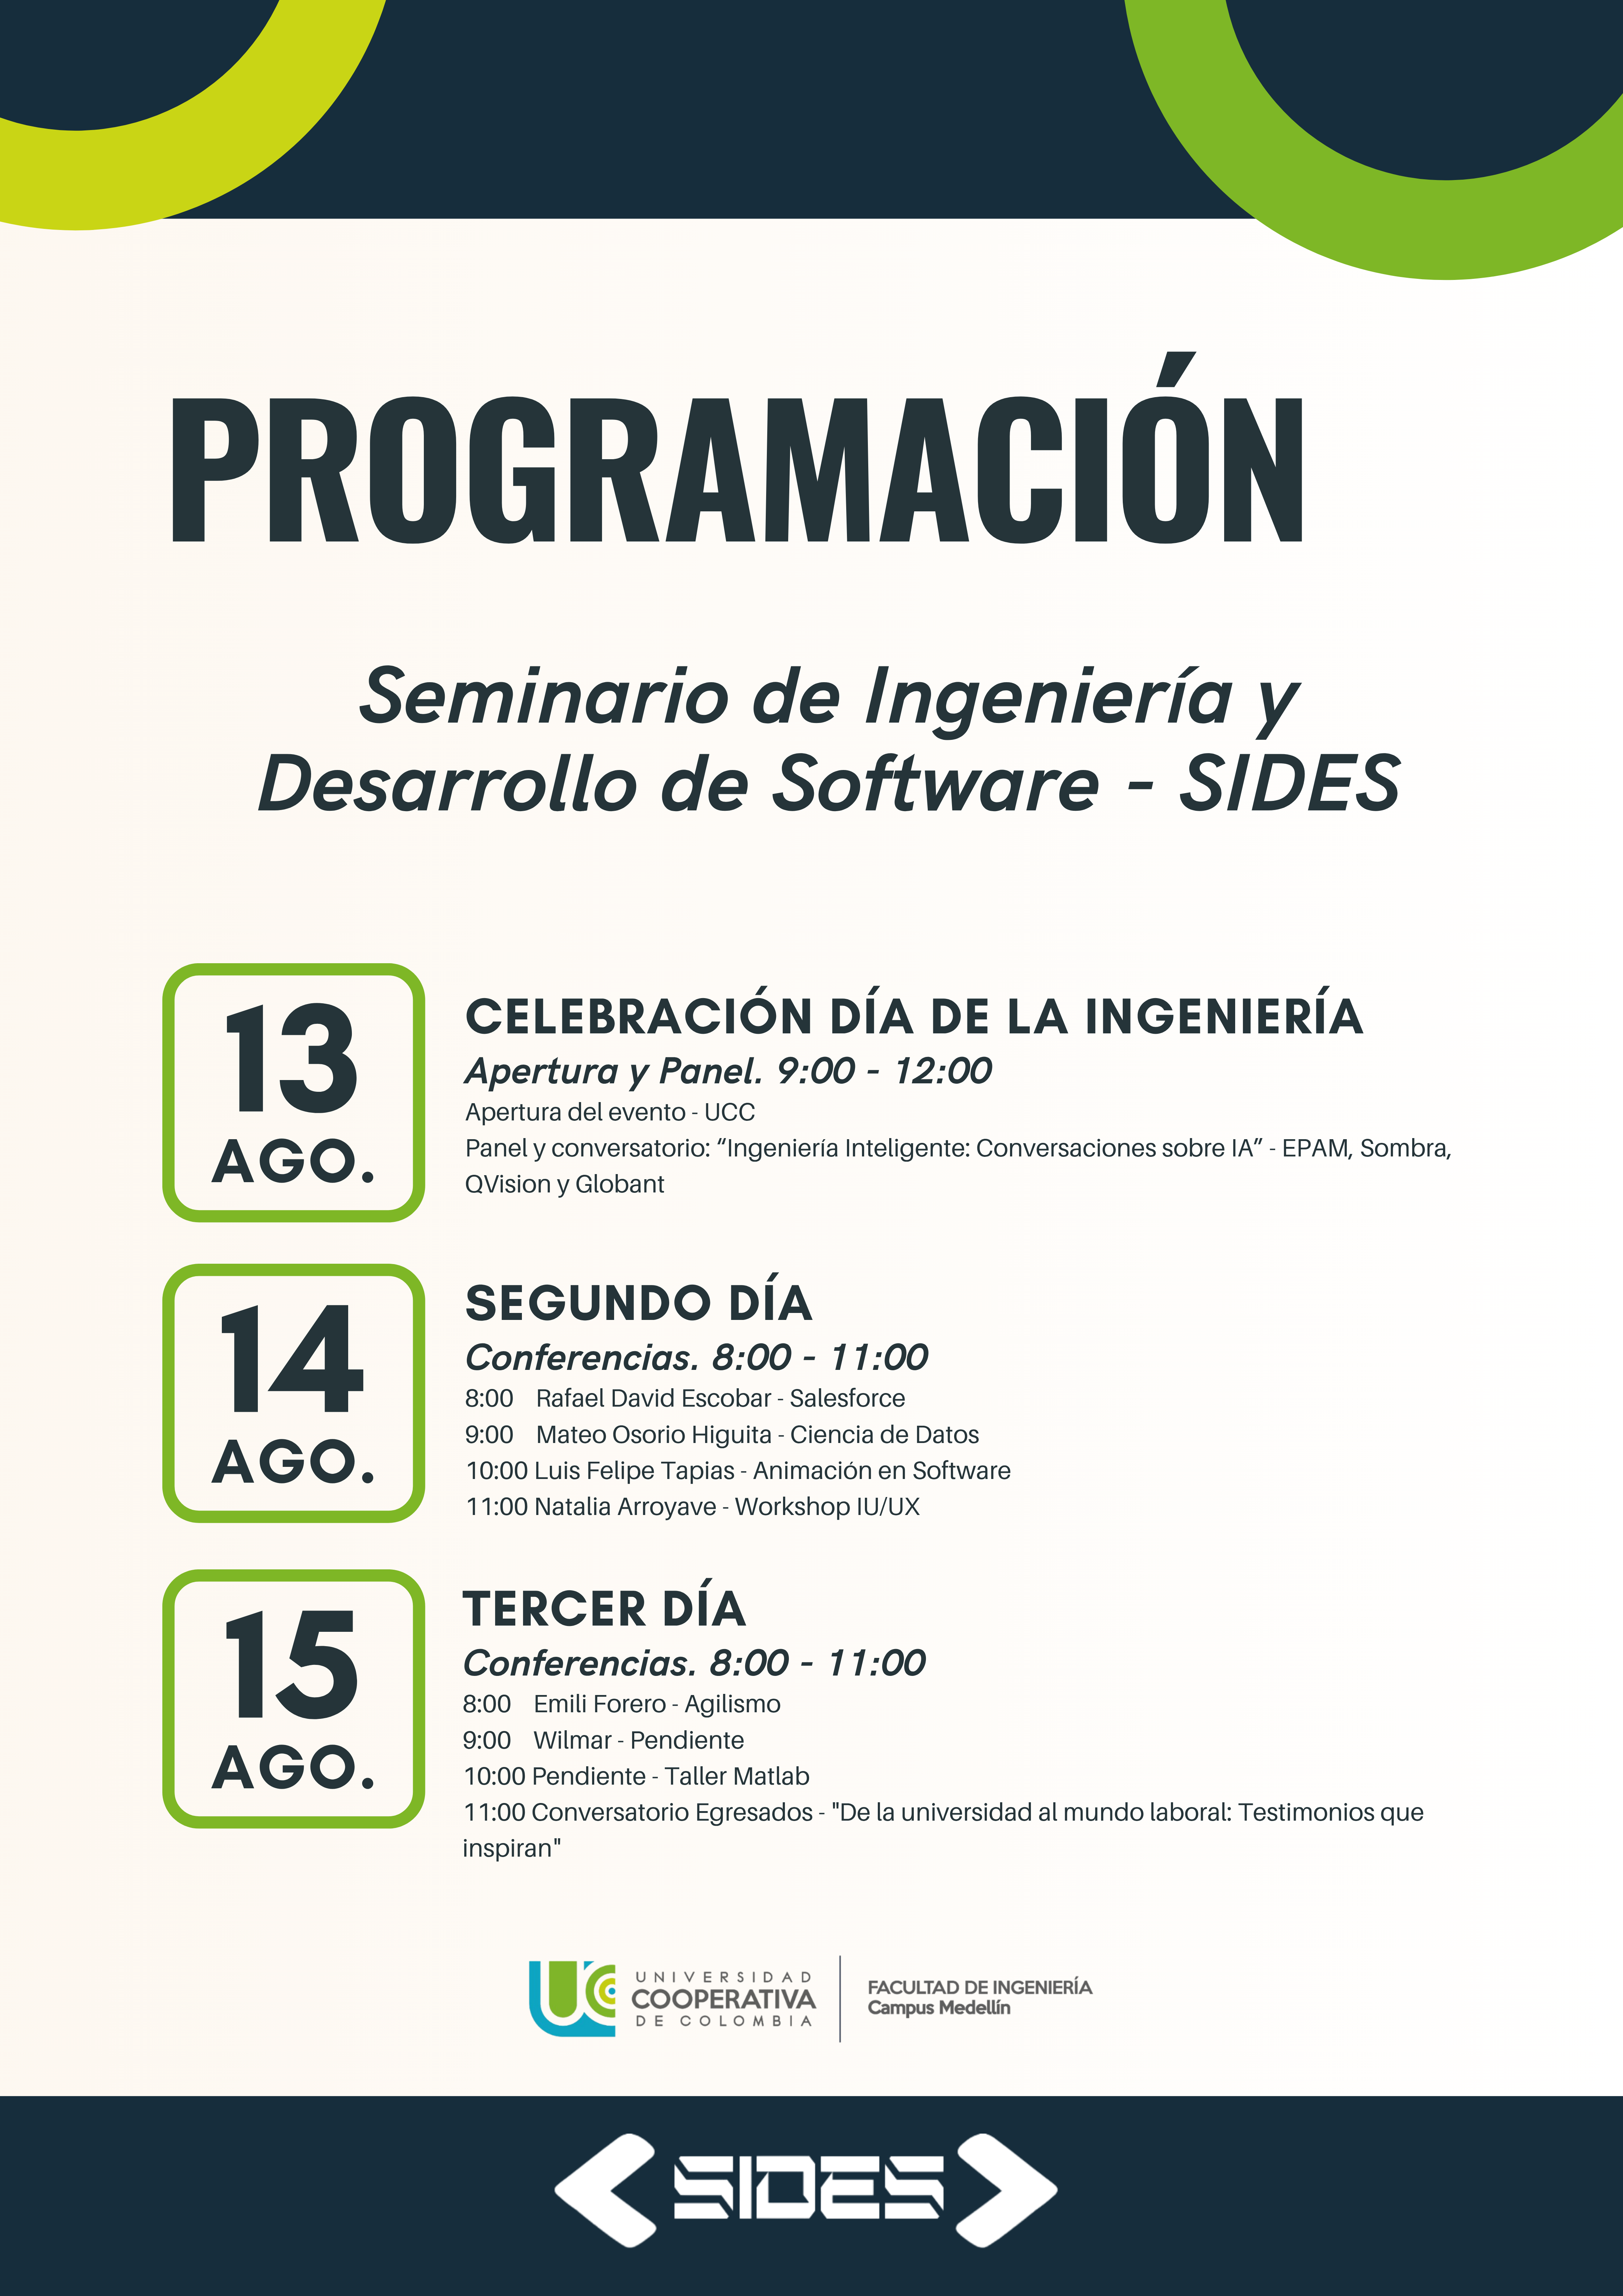 PROGRAMACIÓN
Seminario de Ingeniería y
Desarrollo de Software - SIDES
13
AGO.
CELEBRACIÓN DÍA DE LA INGENIERÍA
Apertura y Panel. 9:00 - 12:00
Apertura del evento - UCC
Panel y conversatorio: “Ingeniería Inteligente: Conversaciones sobre IA” - EPAM, Sombra,
QVision y Globant
14
AGO.
SEGUNDO DÍA
Conferencias. 8:00 - 11:00
8:00 Rafael David Escobar - Salesforce
9:00 Mateo Osorio Higuita - Ciencia de Datos
10:00 Luis Felipe Tapias - Animación en Software
11:00 Natalia Arroyave - Workshop IU/UX
15
AGO.
TERCER DÍA
Conferencias. 8:00 - 11:00
8:00 Emili Forero - Agilismo
9:00 Wilmar - Pendiente
10:00 Pendiente - Taller Matlab
11:00 Conversatorio Egresados - "De la universidad al mundo laboral: Testimonios que
inspiran"
UC
UNIVERSIDAD
COOPERATIVA
DE COLOMBIA
FACULTAD DE INGENIERÍA
Campus Medellín
<SIDES>